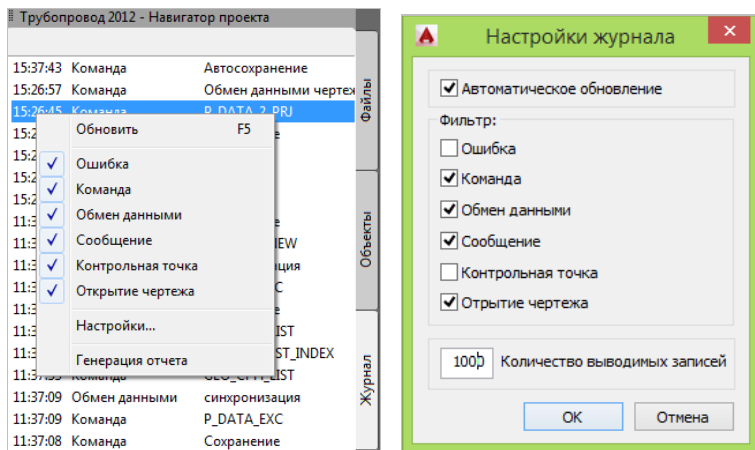 Трубопровод 2012 - Навигатор проекта
15:37:43 Команда Автосохранение
15:26:57 Команда Обмен данными чертеж
15:26:45 Команда P_DATA_2_PRJ
Обновить F5
Ошибка
Команда
Обмен данными
Сообщение
Контрольная точка
Открытие чертежа
Настройки...
Генерация отчета
11:37:09 Обмен данными синхронизация
11:37:09 Команда P_DATA_EXC
11:37:08 Команда Сохранение
Файлы
Объекты
Журнал
Настройки журнала
Автоматическое обновление
Фильтр:
Ошибка
Команда
Обмен данными
Сообщение
Контрольная точка
Отрытие чертежа
100 Количество выводимых записей
OK Отмена